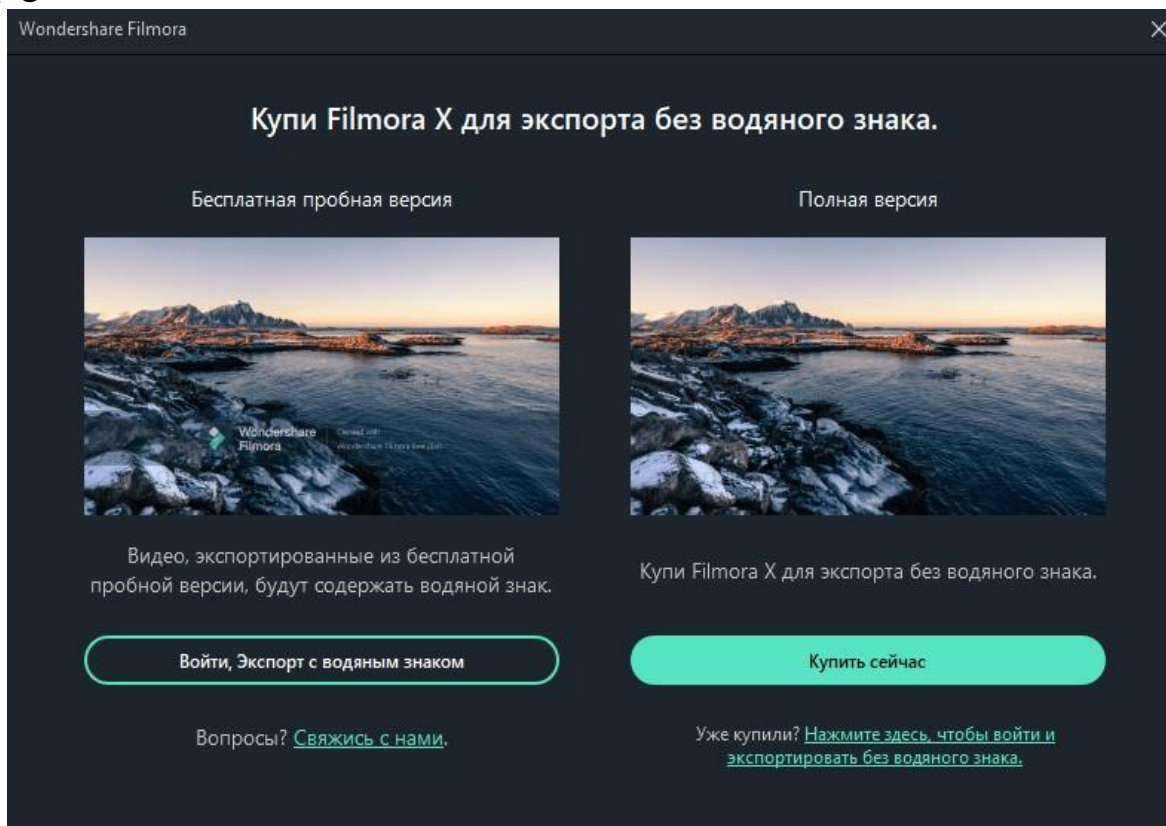 Wondershare Filmora
Купи Filmora X для экспорта без водяного знака.
Бесплатная пробная версия
Полная версия
Wondershare
Filmora
Created with
Видео, экспортированные из бесплатной
пробной версии, будут содержать водяной знак.
Купи Filmora X для экспорта без водяного знака.
Войти, Экспорт с водяным знаком
Купить сейчас
Вопросы? Свяжись с нами.
Уже купили? Нажмите здесь, чтобы войти и
экспортировать без водяного знака.